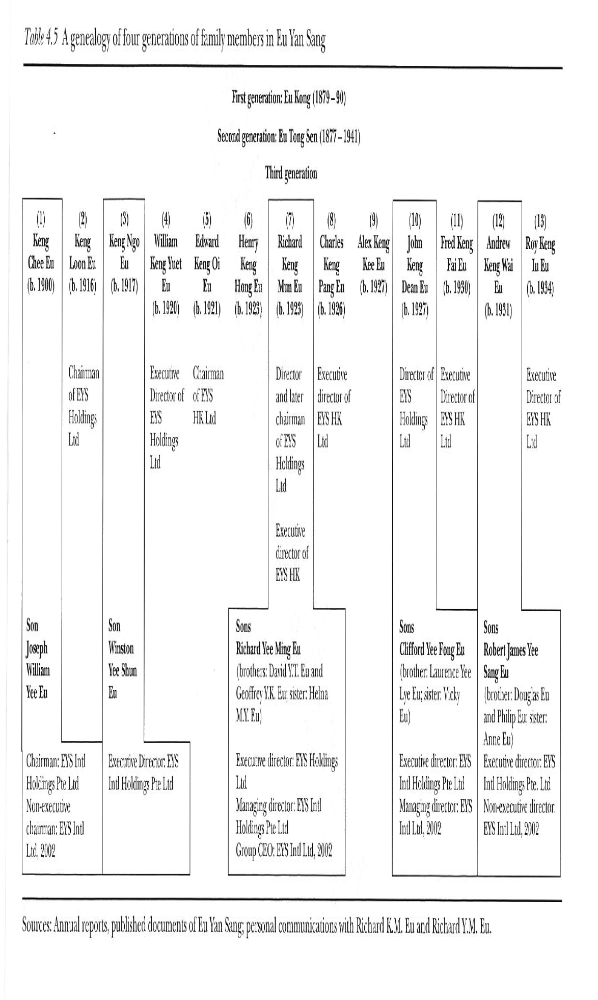 Table 4.5 A genealogy of four generations of family members in Eu Yan Sang
First generation: Eu Kong (1879–90)
Second generation: Eu Tong Sen (1877–1941)
Third generation
(1)
Keng
Chee Eu
(b. 1900)
(2)
Keng
Loon Eu
(b. 1916)
Chairman
of EYS
Holdings
Ltd
(3)
Keng Ngo
Eu
(b. 1917)
(4)
William
Keng Yuet
Eu
(b. 1920)
Executive
Director of
EYS
Holdings
Ltd
(5)
Edward
Keng Oi
Eu
(b. 1921)
Chairman
of EYS
HK Ltd
(6)
Henry
Keng
Hong Eu
(b. 1923)
(7)
Richard
Keng
Mun Eu
(b. 1923)
Director
and later
chairman
of EYS
Holdings
Ltd
Executive
director of
EYS HK
(8)
Charles
Keng
Pang Eu
(b. 1926)
Executive
director of
EYS HK
Ltd
(9)
Alex Keng
Kee Eu
(b. 1927)
(10)
John
Keng
Dean Eu
(b. 1927)
Director of
EYS
Holdings
Ltd
(11)
Fred Keng
Fai Eu
(b. 1930)
Executive
Director of
EYS HK
Ltd
(12)
Andrew
Keng Wai
Eu
(b. 1931)
(13)
Roy Keng
Iu Eu
(b. 1934)
Executive
Director of
EYS HK
Ltd
Son
Joseph
William
Yee Eu
Chairman: EYS Intl
Holdings Pte Ltd
Non-executive
chairman: EYS Intl
Ltd, 2002
Son
Winston
Yee Shun
Eu
Executive Director: EYS
Intl Holdings Pte Ltd
Sons
Richard Yee Ming Eu
(brothers: David Y.T. Eu and
Geoffrey Y.K. Eu; sister: Helna
M.Y. Eu)
Executive director: EYS Holdings
Ltd
Managing director: EYS Intl
Holdings Pte Ltd
Group CEO: EYS Intl Ltd, 2002
Sons
Clifford Yee Fong Eu
(brother: Laurence Yee
Lye Eu; sister: Vicky
Eu)
Executive director: EYS
Intl Holdings Pte Ltd
Managing director: EYS
Intl Ltd, 2002
Sons
Robert James Yee
Sang Eu
(brother: Douglas Eu
and Philip Eu; sister:
Anne Eu)
Executive director: EYS
Intl Holdings Pte. Ltd
Non-executive director:
EYS Intl Ltd, 2002
Sources: Annual reports, published documents of Eu Yan Sang; personal communications with Richard K.M. Eu and Richard Y.M. Eu.